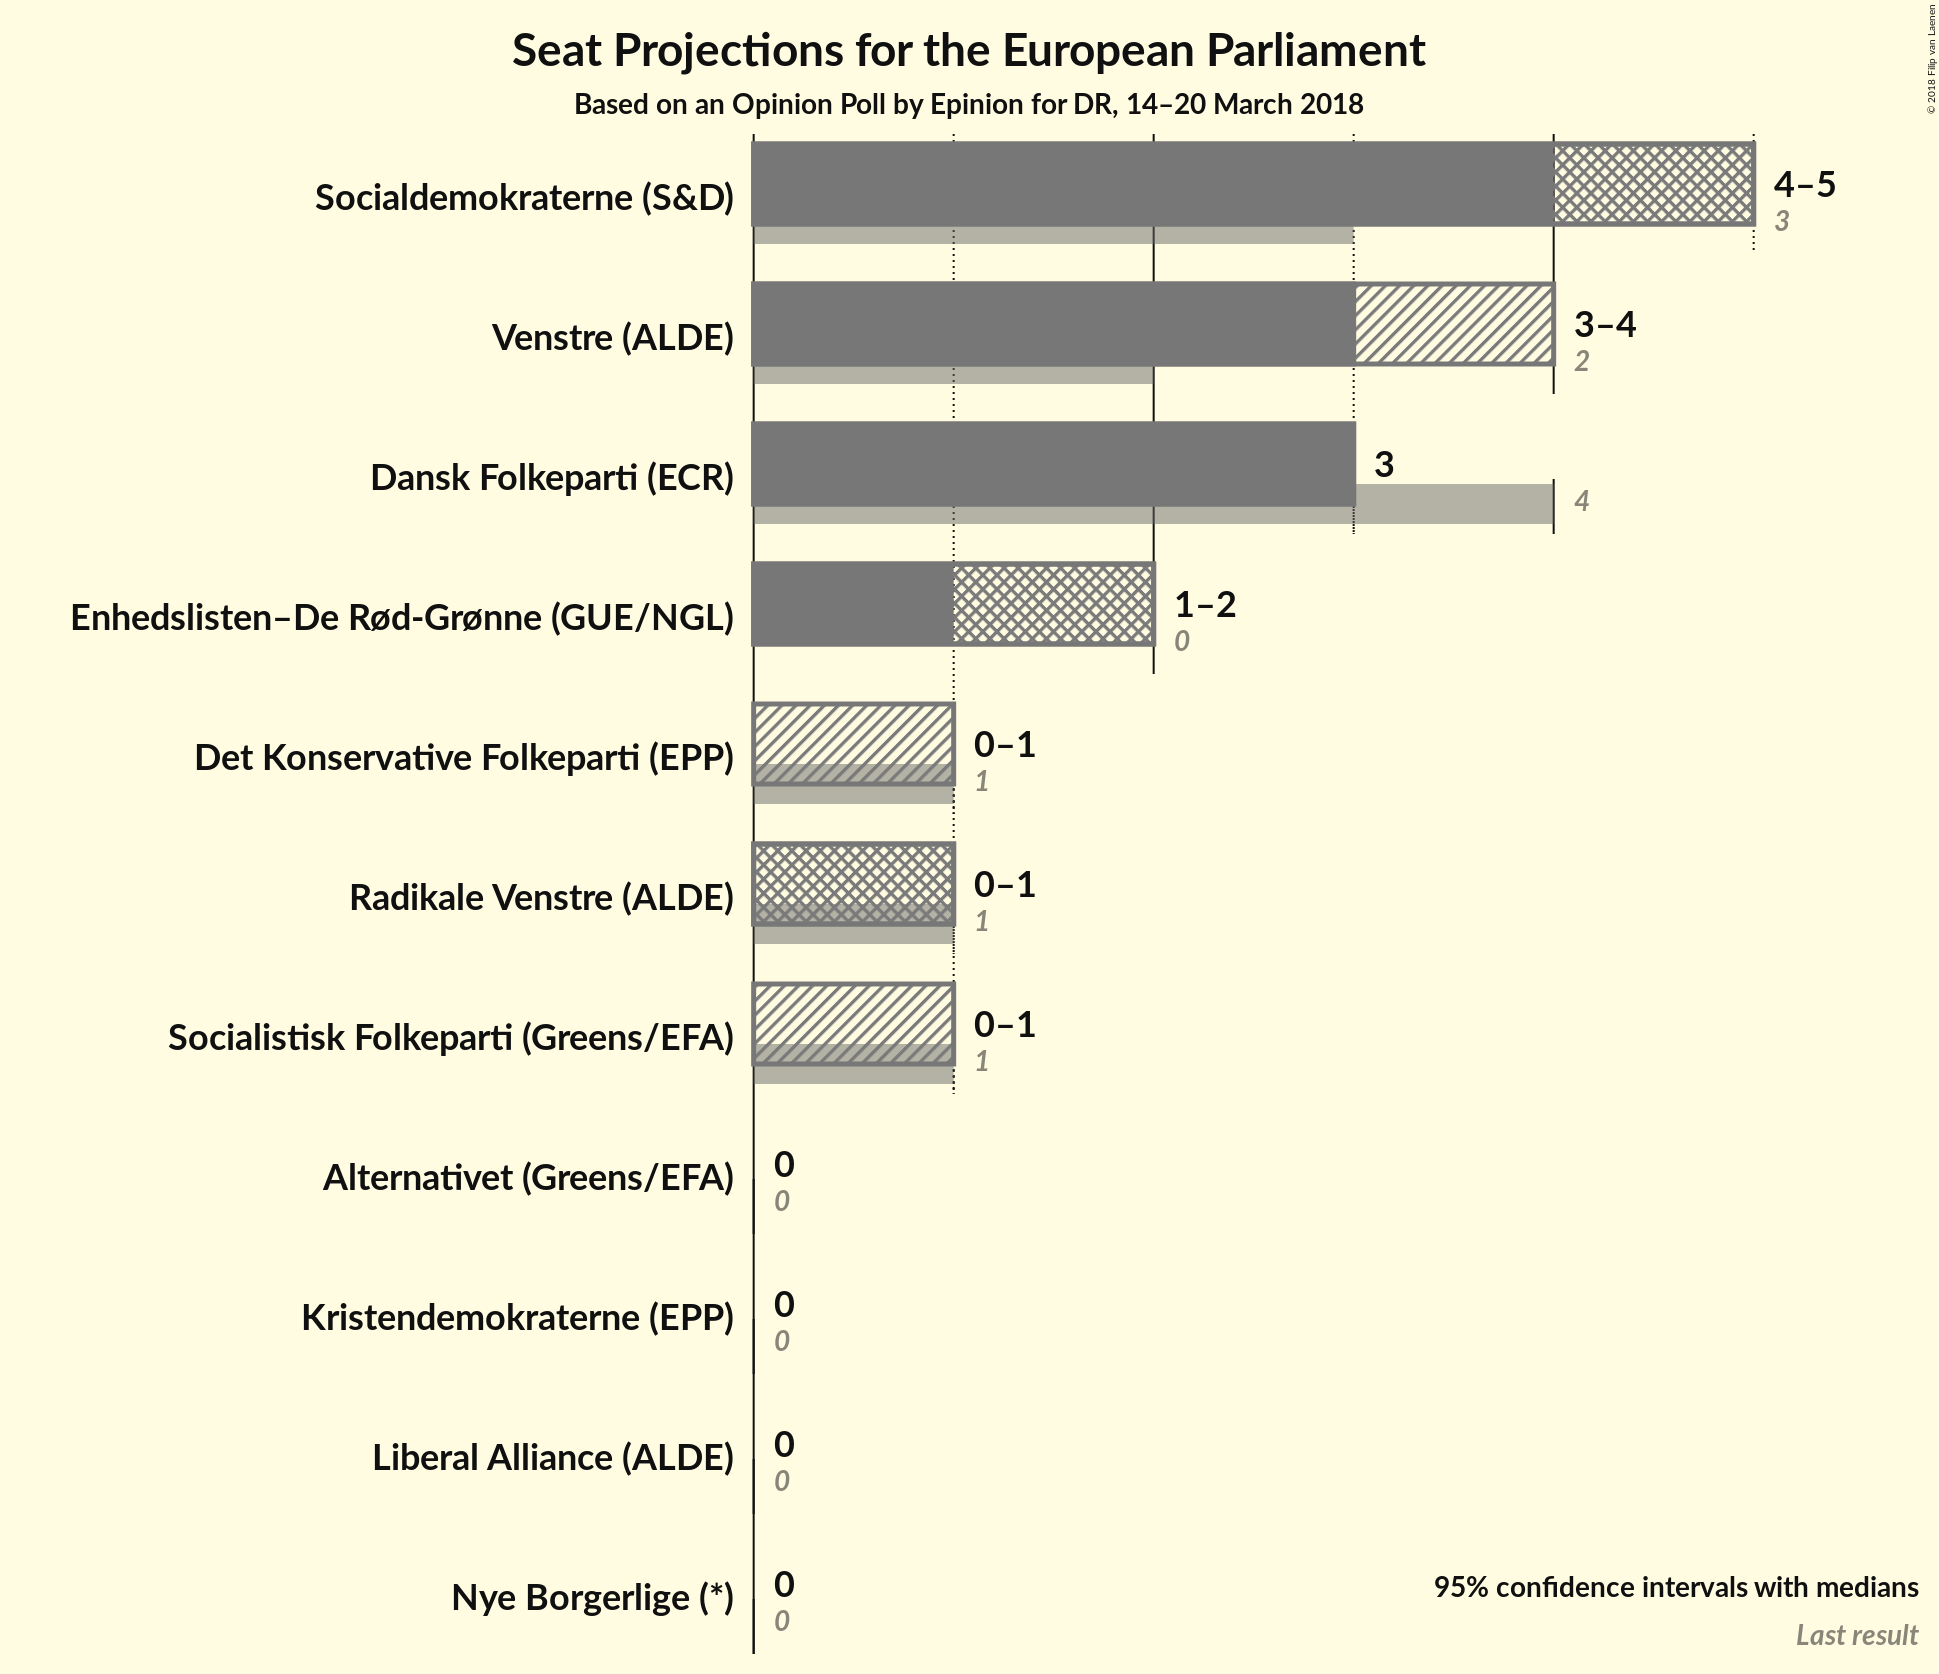 Seat Projections for the European Parliament
Based on an Opinion Poll by Epinion for DR, 14–20 March 2018
© 2018 Filip van Laenen
Socialdemokraterne (S&D)
4–5
3
Venstre (ALDE)
3–4
2
Dansk Folkeparti (ECR)
3
4
Enhedslisten–De Rød-Grønne (GUE/NGL)
1–2
0
Det Konservative Folkeparti (EPP)
0–1
1
Radikale Venstre (ALDE)
0–1
1
Socialistisk Folkeparti (Greens/EFA)
0–1
1
Alternativet (Greens/EFA)
0
0
Kristendemokraterne (EPP)
0
0
Liberal Alliance (ALDE)
0
0
Nye Borgerlige (*)
0
0
95% confidence intervals with medians
Last result